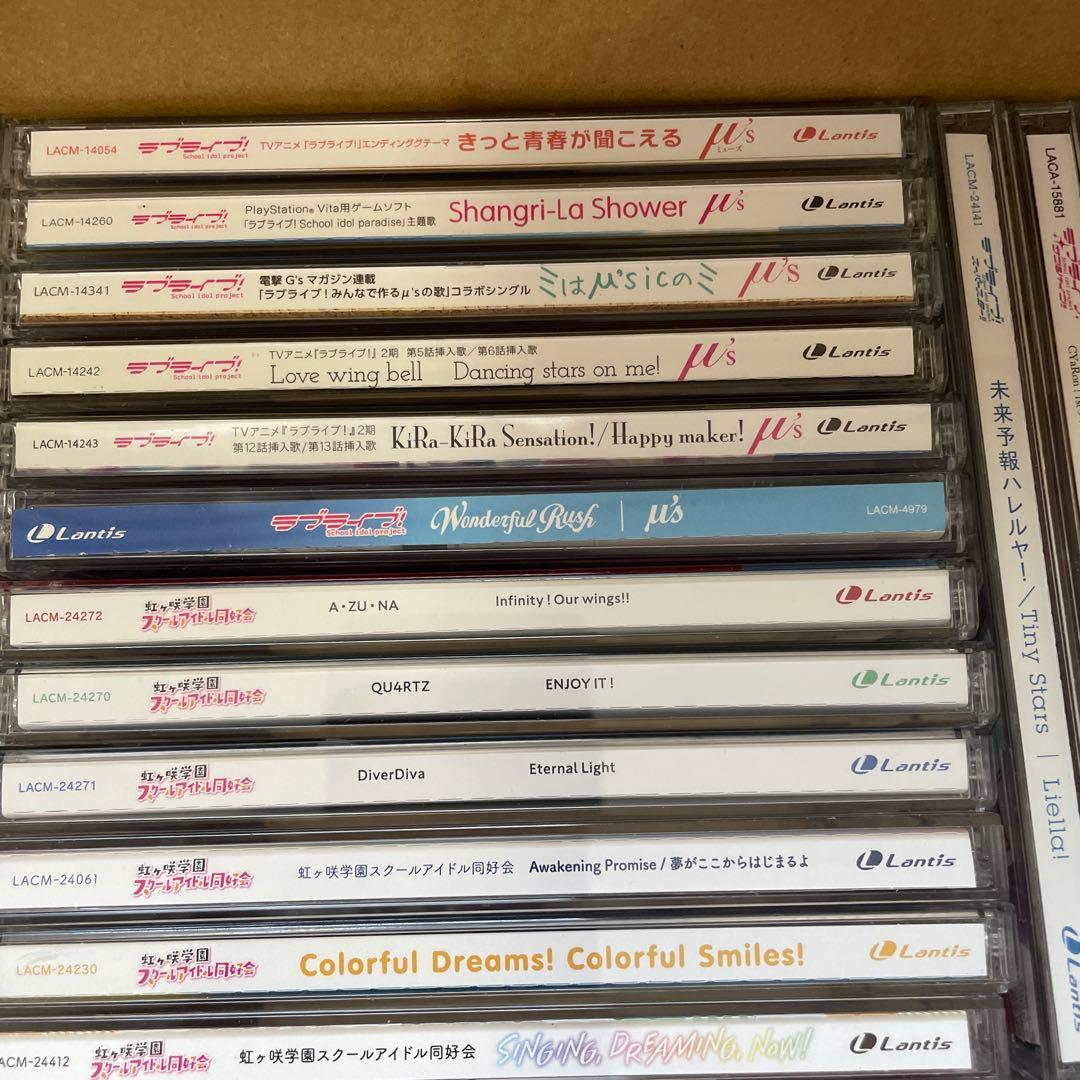 LACM-14054 ラブライブ! School idol project TVアニメ「ラブライブ!」エンディングテーマ きっと青春が聞こえる μ's ミューズ Lantis
LACM-14260 ラブライブ! School idol project PlayStation® Vita用ゲームソフト
「ラブライブ! School idol paradise」主題歌 Shangri-La Shower μ's Lantis
LACM-14341 ラブライブ! School idol project 電撃 G's マガジン連載
「ラブライブ! みんなで作るμ'sの歌」コラボシングル ミはμ'sicのミ μ's Lantis
LACM-14242 ラブライブ! School idol project TVアニメ『ラブライブ!』2期 第5話挿入歌/第6話挿入歌
Love wing bell Dancing stars on me! μ's Lantis
LACM-14243 ラブライブ! School idol project TVアニメ『ラブライブ!』2期
第12話挿入歌/第13話挿入歌 KiRa-KiRa Sensation!/Happy maker! μ's Lantis
Lantis ラブライブ! School idol project Wonderful Rush | μ's LACM-4979
LACM-24272 虹ヶ咲学園 スクールアイドル同好会 A・ZU・NA Infinity! Our wings!! Lantis
LACM-24270 虹ヶ咲学園 スクールアイドル同好会 QU4RTZ ENJOY IT! Lantis
LACM-24271 虹ヶ咲学園 スクールアイドル同好会 DiverDiva Eternal Light Lantis
LACM-24061 虹ヶ咲学園 スクールアイドル同好会 虹ヶ咲学園スクールアイドル同好会 Awakening Promise / 夢がここからはじまるよ Lantis
LACM-24230 虹ヶ咲学園 スクールアイドル同好会 Colorful Dreams! Colorful Smiles! Lantis
ACM-24412 虹ヶ咲学園 スクールアイドル同好会 虹ヶ咲学園スクールアイドル同好会 SINGING, DREAMING, NOW! Lantis
LACM-24141 ラブライブ! 未来予報ハレルヤ!/Tiny Stars | Liella! Lantis
LACA-15881 ラブライブ! CYaRon! 1st Lantis